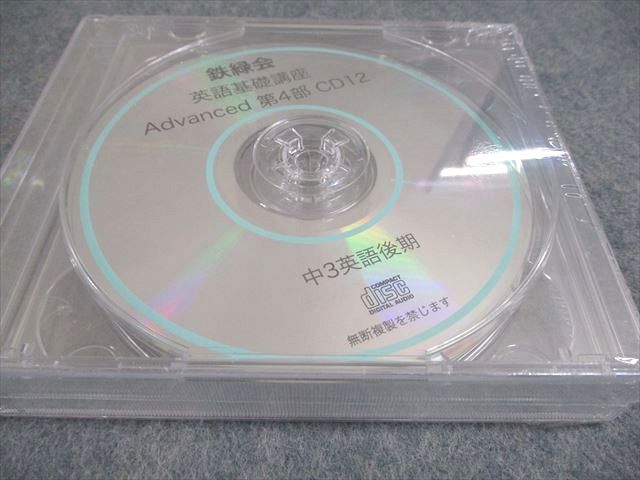 鉄緑会
英語基礎講座
Advanced 第4部 CD12
中3英語後期
COMPACT
disc
DIGITAL AUDIO
無断複製を禁じます